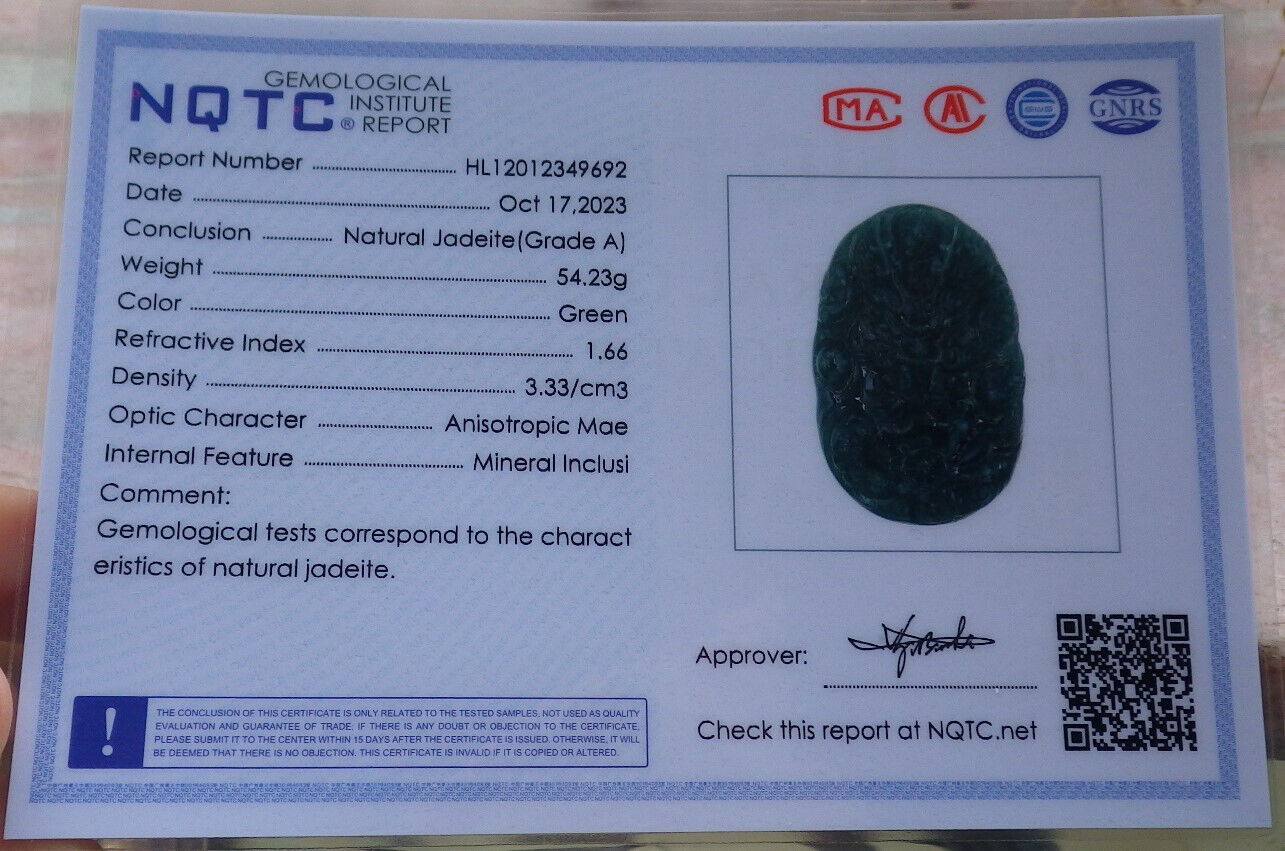 NQTC® GEMOLOGICAL INSTITUTE REPORT
MA
GNRS
Report Number HL12012349692
Date Oct 17,2023
Conclusion Natural Jadeite(Grade A)
Weight 54.23g
Color Green
Refractive Index 1.66
Density 3.33/cm3
Optic Character Anisotropic Mae
Internal Feature Mineral Inclusi
Comment:
Gemological tests correspond to the charact
eristics of natural jadeite.
Approver:
Check this report at NQTC.net
!
THE CONCLUSION OF THIS CERTIFICATE IS ONLY RELATED TO THE TESTED SAMPLES, NOT USED AS QUALITY
EVALUATION AND GUARANTEE OF TRADE. IF THERE IS ANY DOUBT OR OBJECTION TO THE CERTIFICATE,
PLEASE SUBMIT IT TO THE CENTER WITHIN 15 DAYS AFTER THE CERTIFICATE IS ISSUED. OTHERWISE, IT WILL
BE DEEMED THAT THERE IS NO OBJECTION. THIS CERTIFICATE IS INVALID IF IT IS COPIED OR ALTERED.